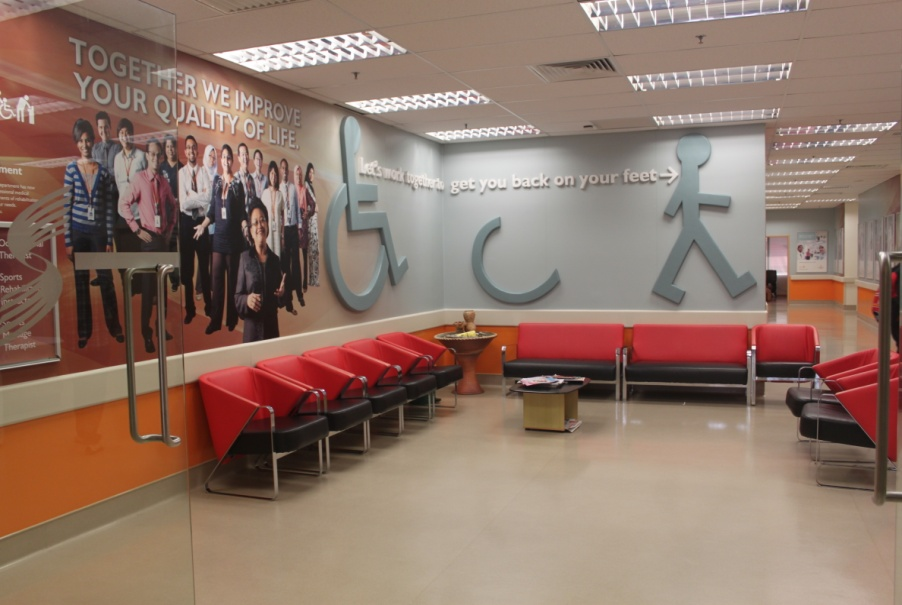 TOGETHER WE IMPROVE
YOUR QUALITY OF LIFE.
Let's work together to get you back on your feet →
Sports
Therapist